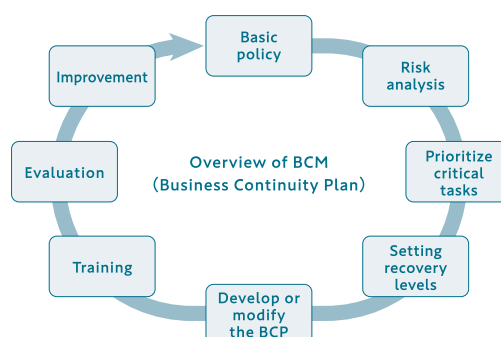 Basic
policy
Risk
analysis
Prioritize
critical
tasks
Setting
recovery
levels
Develop or
modify
the BCP
Training
Evaluation
Improvement
Overview of BCM
(Business Continuity Plan)